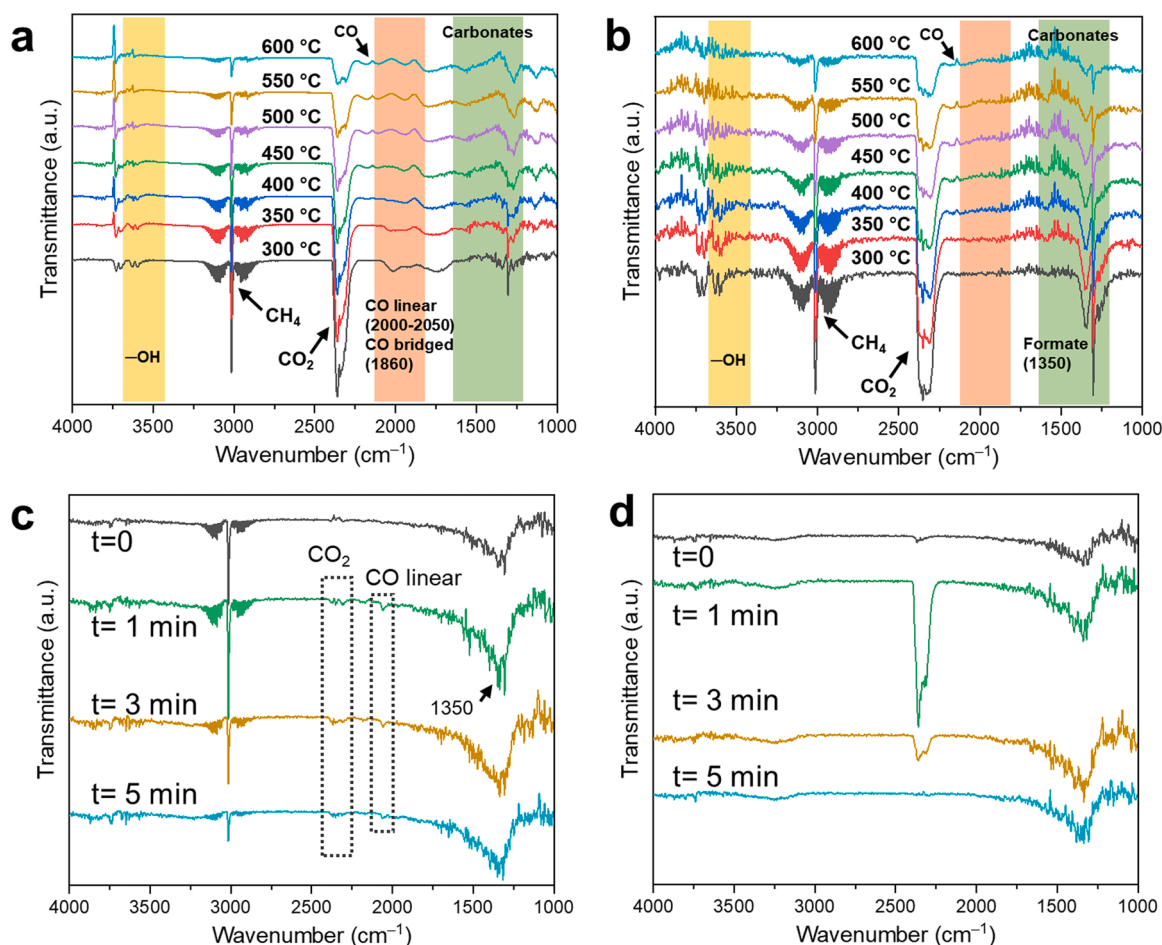 a
CO
Carbonates
600 °C
550 °C
500 °C
450 °C
400 °C
350 °C
300 °C
CH4
CO2
CO linear
(2000-2050)
CO bridged
(1860)
—OH
Transmittance (a.u.)
4000 3500 3000 2500 2000 1500 1000
Wavenumber (cm⁻¹)
b
CO
Carbonates
600 °C
550 °C
500 °C
450 °C
400 °C
350 °C
300 °C
CH4
CO2
Formate
(1350)
—OH
Transmittance (a.u.)
4000 3500 3000 2500 2000 1500 1000
Wavenumber (cm⁻¹)
c
t=0
CO2
CO linear
t= 1 min
1350
t= 3 min
t= 5 min
Transmittance (a.u.)
4000 3500 3000 2500 2000 1500 1000
Wavenumber (cm⁻¹)
d
t=0
t= 1 min
t= 3 min
t= 5 min
Transmittance (a.u.)
4000 3500 3000 2500 2000 1500 1000
Wavenumber (cm⁻¹)